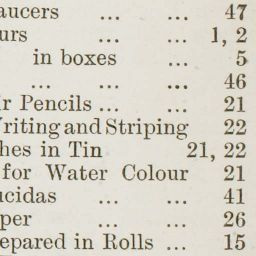 aucers ... ... 47
urs ... ... 1, 2
in boxes ... 5
... ... ... 46
r Pencils ... ... 21
Writing and Striping 22
hes in Tin 21, 22
for Water Colour 21
ucidas ... ... 41
per ... ... 26
epared in Rolls ... 15